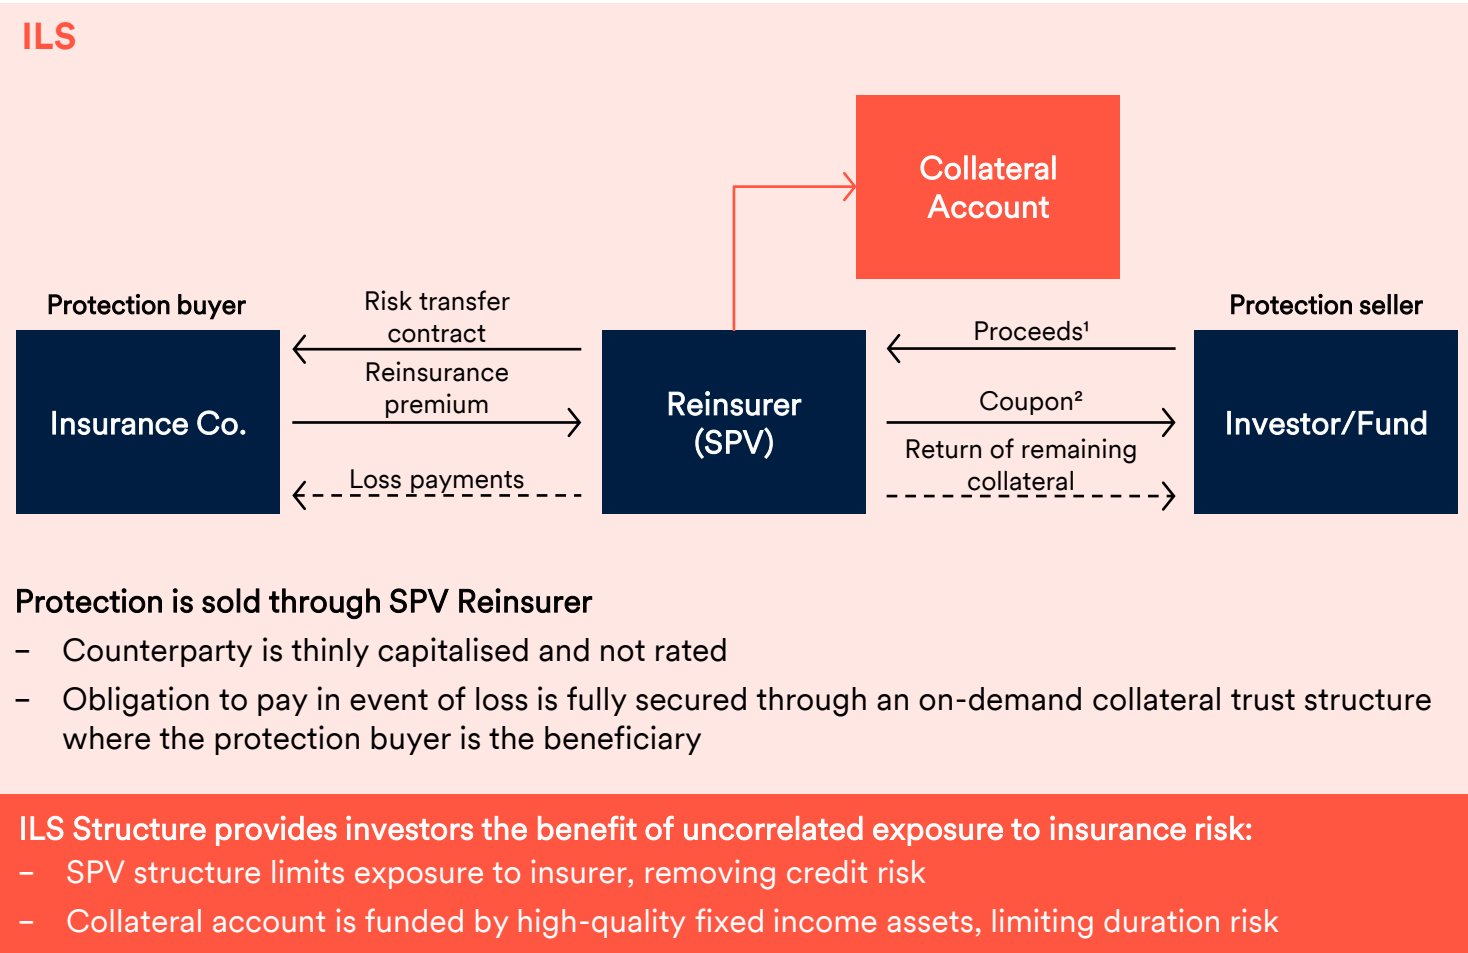 ILS
Collateral
Account
Protection buyer
Risk transfer
contract
Proceeds¹
Protection seller
Insurance Co.
Reinsurance
premium
Reinsurer
(SPV)
Coupon²
Investor/Fund
Loss payments
Return of remaining
collateral
Protection is sold through SPV Reinsurer
– Counterparty is thinly capitalised and not rated
– Obligation to pay in event of loss is fully secured through an on-demand collateral trust structure
where the protection buyer is the beneficiary
ILS Structure provides investors the benefit of uncorrelated exposure to insurance risk:
– SPV structure limits exposure to insurer, removing credit risk
– Collateral account is funded by high-quality fixed income assets, limiting duration risk